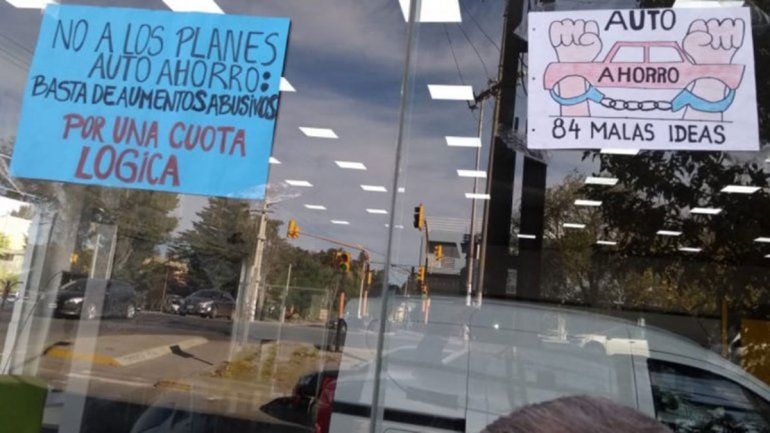 NO A LOS PLANES
AUTO AHORRO:
BASTA DE AUMENTOS ABUSIVOS
POR UNA CUOTA
LOGICA
AUTO
AHORRO
84 MALAS IDEAS